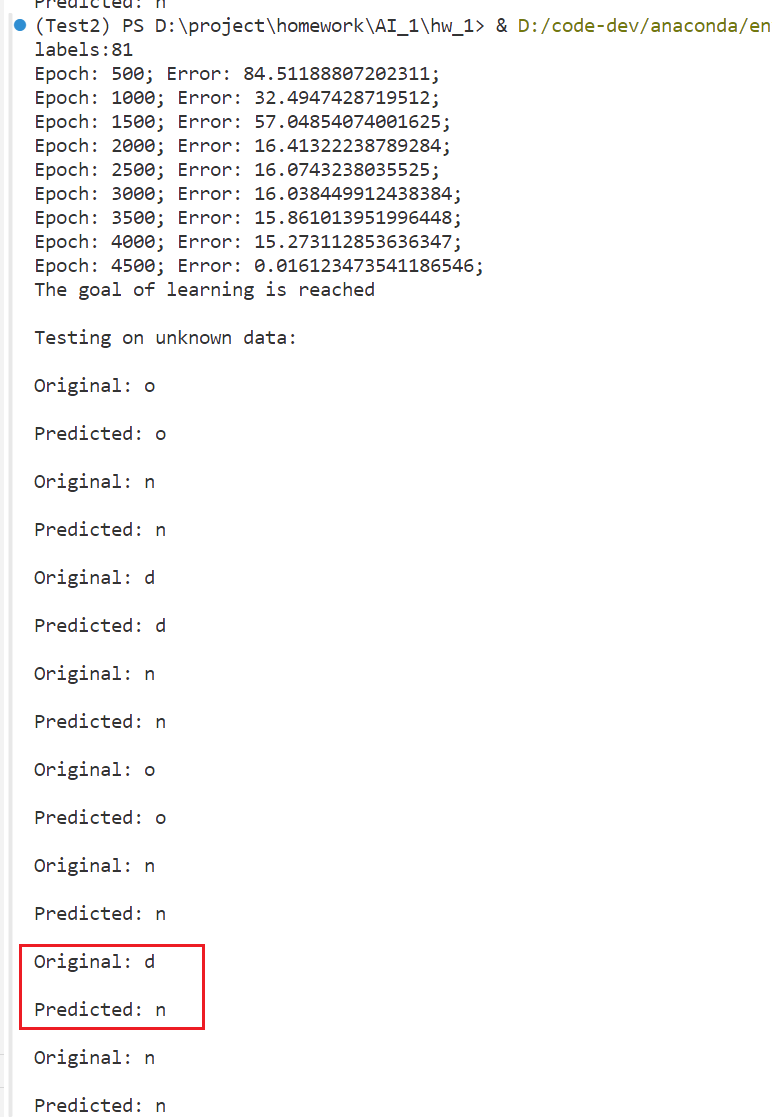 Predicted: n
(Test2) PS D:\project\homework\AI_1\hw_1> & D:/code-dev/anaconda/en
labels:81
Epoch: 500; Error: 84.51188807202311;
Epoch: 1000; Error: 32.4947428719512;
Epoch: 1500; Error: 57.04854074001625;
Epoch: 2000; Error: 16.41322238789284;
Epoch: 2500; Error: 16.0743238035525;
Epoch: 3000; Error: 16.038449912438384;
Epoch: 3500; Error: 15.861013951996448;
Epoch: 4000; Error: 15.273112853636347;
Epoch: 4500; Error: 0.016123473541186546;
The goal of learning is reached
Testing on unknown data:
Original: o
Predicted: o
Original: n
Predicted: n
Original: d
Predicted: d
Original: n
Predicted: n
Original: o
Predicted: o
Original: n
Predicted: n
Original: d
Predicted: n
Original: n
Predicted: n